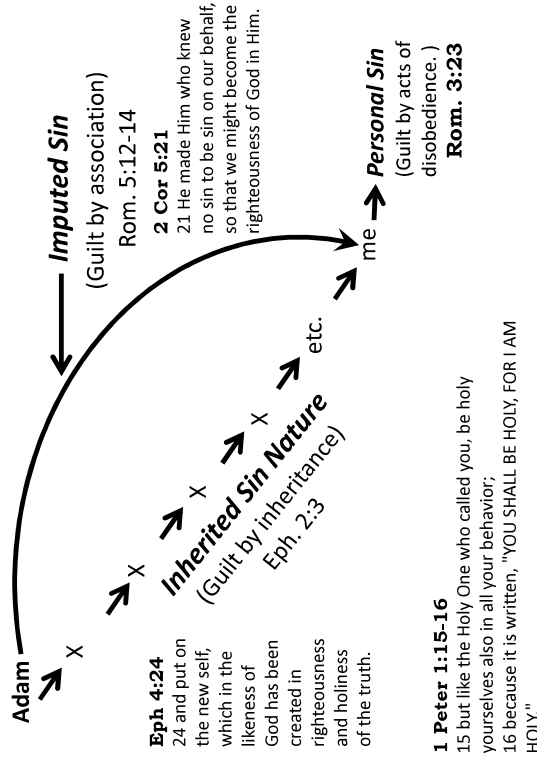 Adam
Imputed Sin
(Guilt by association)
Rom. 5:12-14
2 Cor 5:21
21 He made Him who knew
no sin to be sin on our behalf,
so that we might become the
righteousness of God in Him.
X
X
X
X
etc.
me
Personal Sin
(Guilt by acts of
disobedience. )
Rom. 3:23
Inherited Sin Nature
(Guilt by inheritance)
Eph. 2:3
Eph 4:24
24 and put on
the new self,
which in the
likeness of
God has been
created in
righteousness
and holiness
of the truth.
1 Peter 1:15-16
15 but like the Holy One who called you, be holy
yourselves also in all your behavior;
16 because it is written, "YOU SHALL BE HOLY, FOR I AM
HOLY."